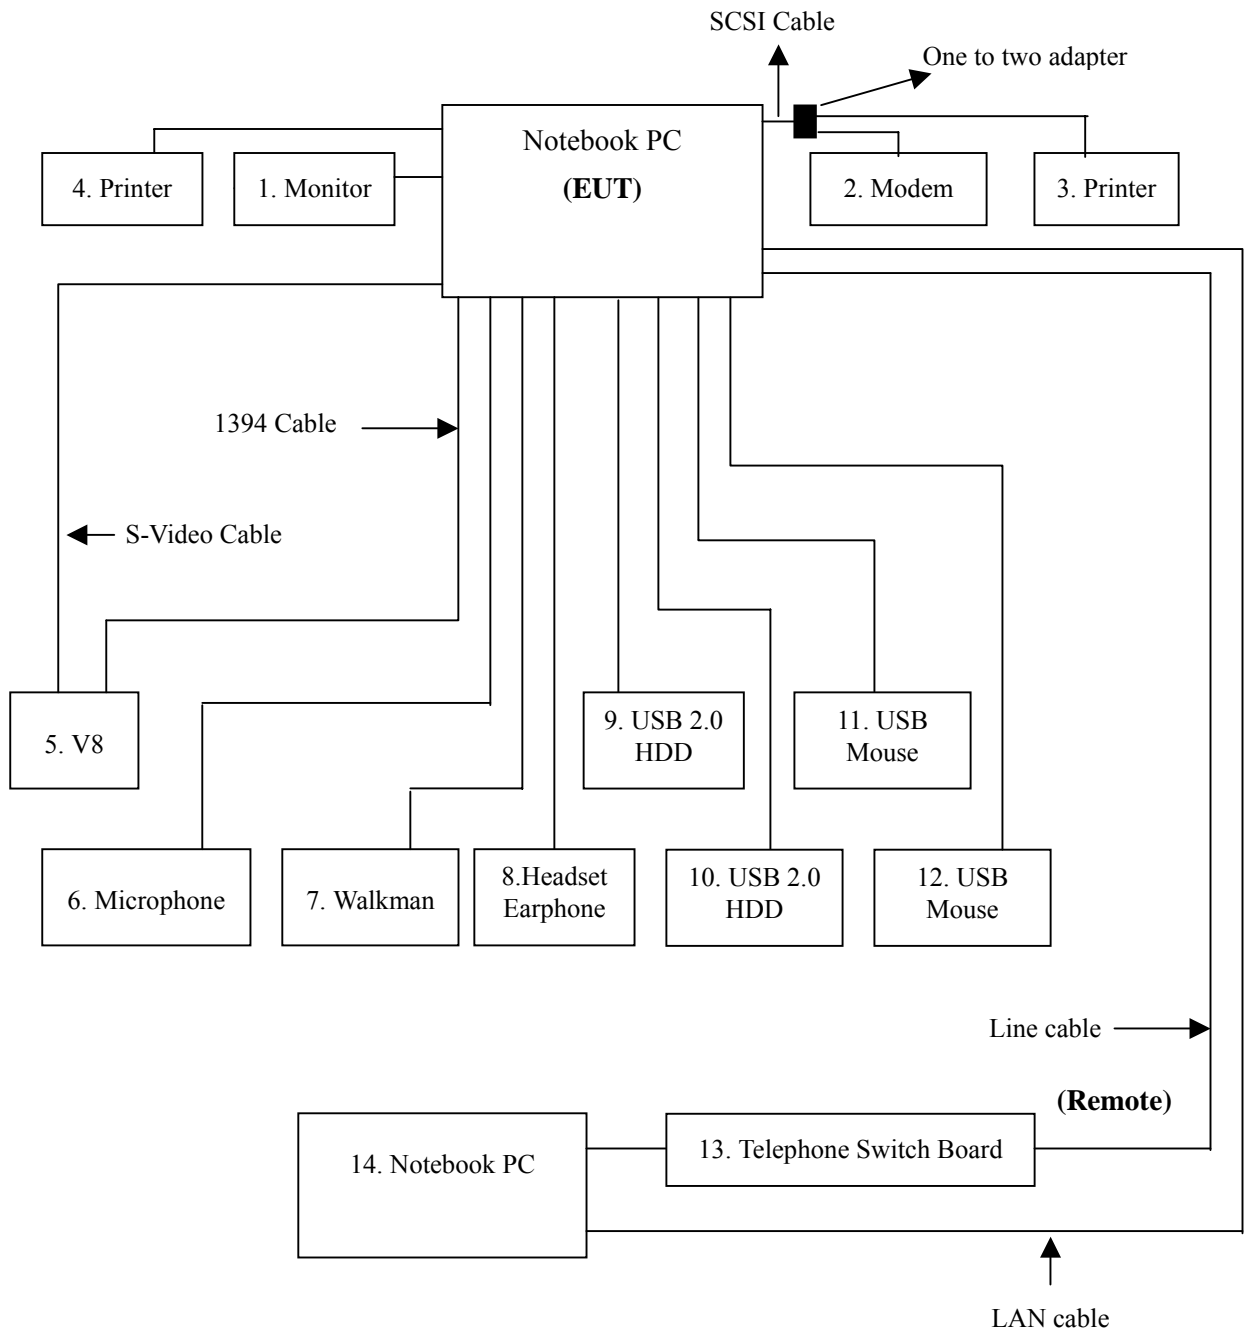 SCSI Cable
One to two adapter
Notebook PC
(EUT)
4. Printer
1. Monitor
2. Modem
3. Printer
1394 Cable
S-Video Cable
5. V8
9. USB 2.0
HDD
11. USB
Mouse
6. Microphone
7. Walkman
8.Headset
Earphone
10. USB 2.0
HDD
12. USB
Mouse
Line cable
(Remote)
14. Notebook PC
13. Telephone Switch Board
LAN cable